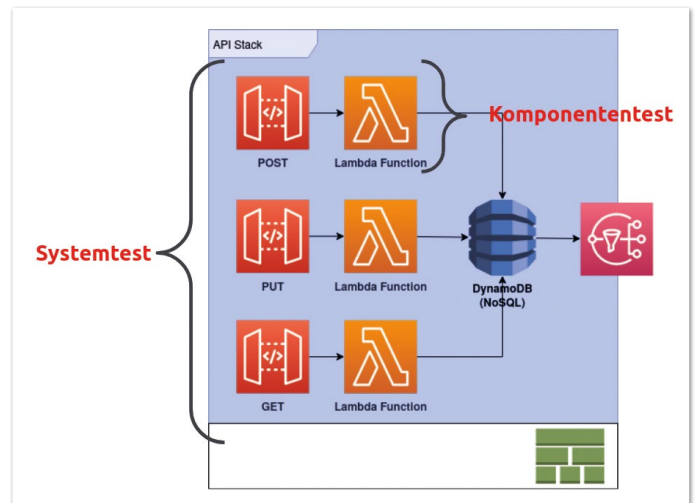 API Stack
POST
Lambda Function
Komponententest
Systemtest
PUT
Lambda Function
DynamoDB
(NoSQL)
GET
Lambda Function